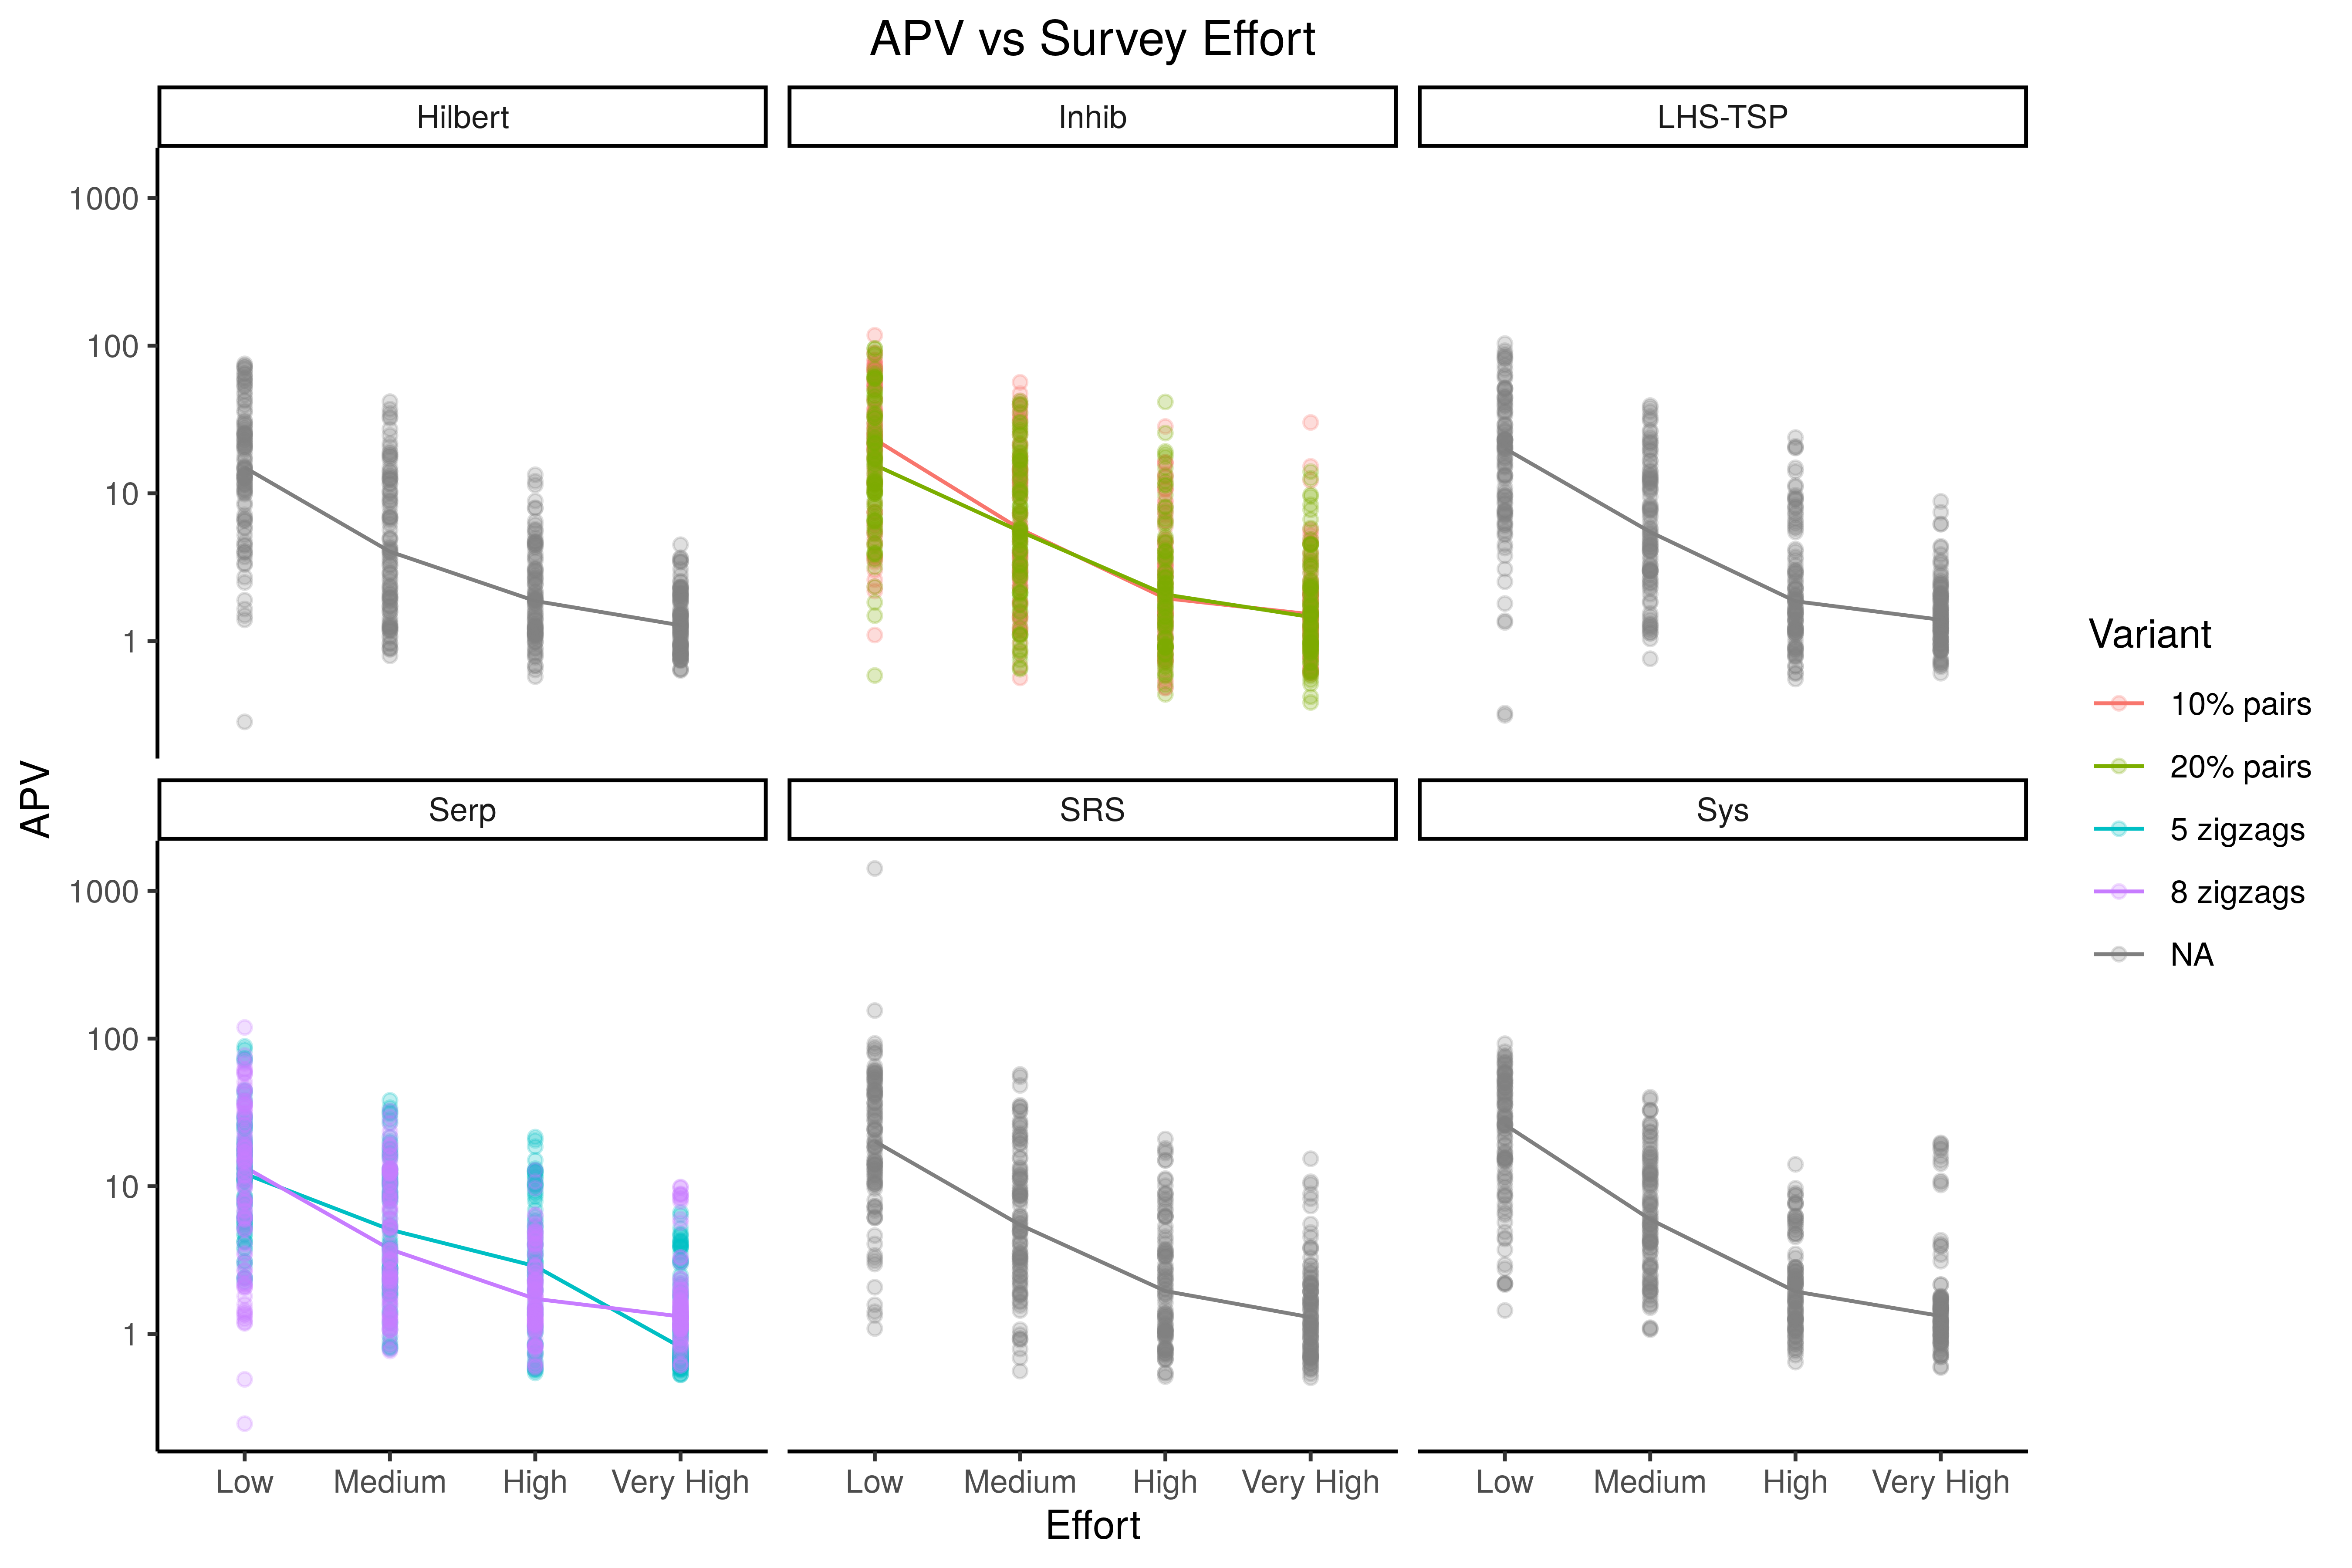 APV vs Survey Effort
Hilbert
Inhib
LHS-TSP
1000
100
10
1
Serp
SRS
Sys
1000
100
10
1
Low
Medium
High
Very High
Low
Medium
High
Very High
Low
Medium
High
Very High
Effort
APV
Variant
10% pairs
20% pairs
5 zigzags
8 zigzags
NA